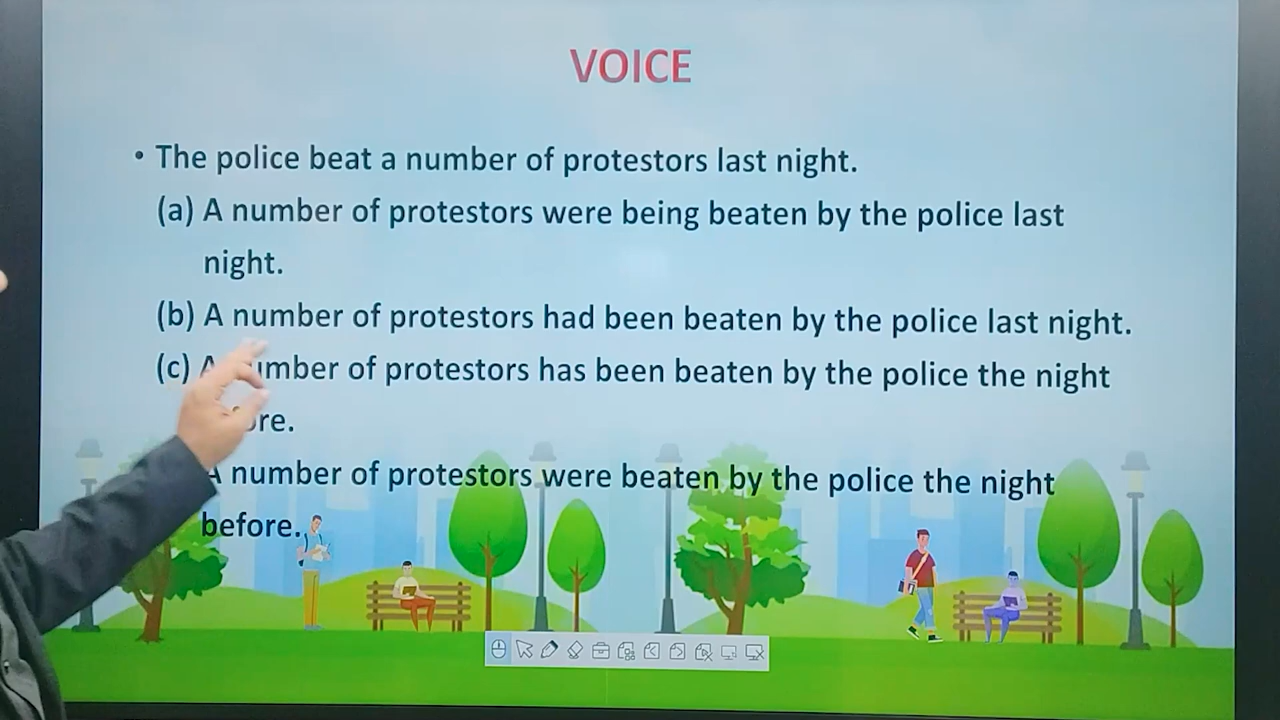 VOICE
• The police beat a number of protestors last night.
(a) A number of protestors were being beaten by the police last
night.
(b) A number of protestors had been beaten by the police last night.
(c) A number of protestors has been beaten by the police the night
A number of protestors were beaten by the police the night
before.